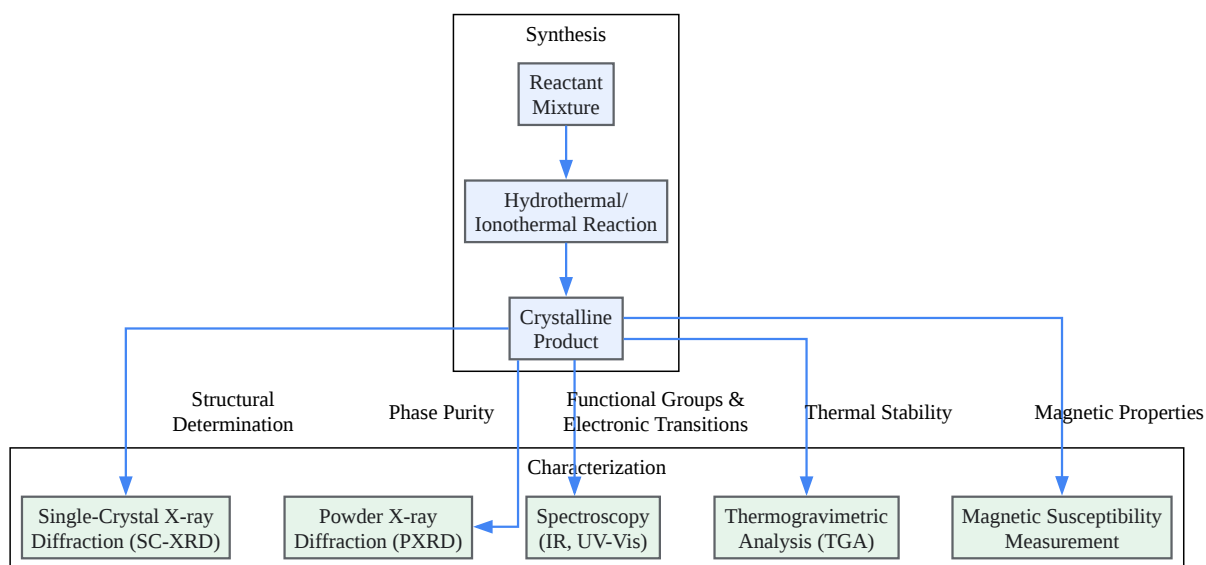 Synthesis
Reactant
Mixture
Hydrothermal/
Ionothermal Reaction
Crystalline
Product
Structural
Determination
Phase Purity
Functional Groups &
Electronic Transitions
Thermal Stability
Magnetic Properties
Characterization
Single-Crystal X-ray
Diffraction (SC-XRD)
Powder X-ray
Diffraction (PXRD)
Spectroscopy
(IR, UV-Vis)
Thermogravimetric
Analysis (TGA)
Magnetic Susceptibility
Measurement